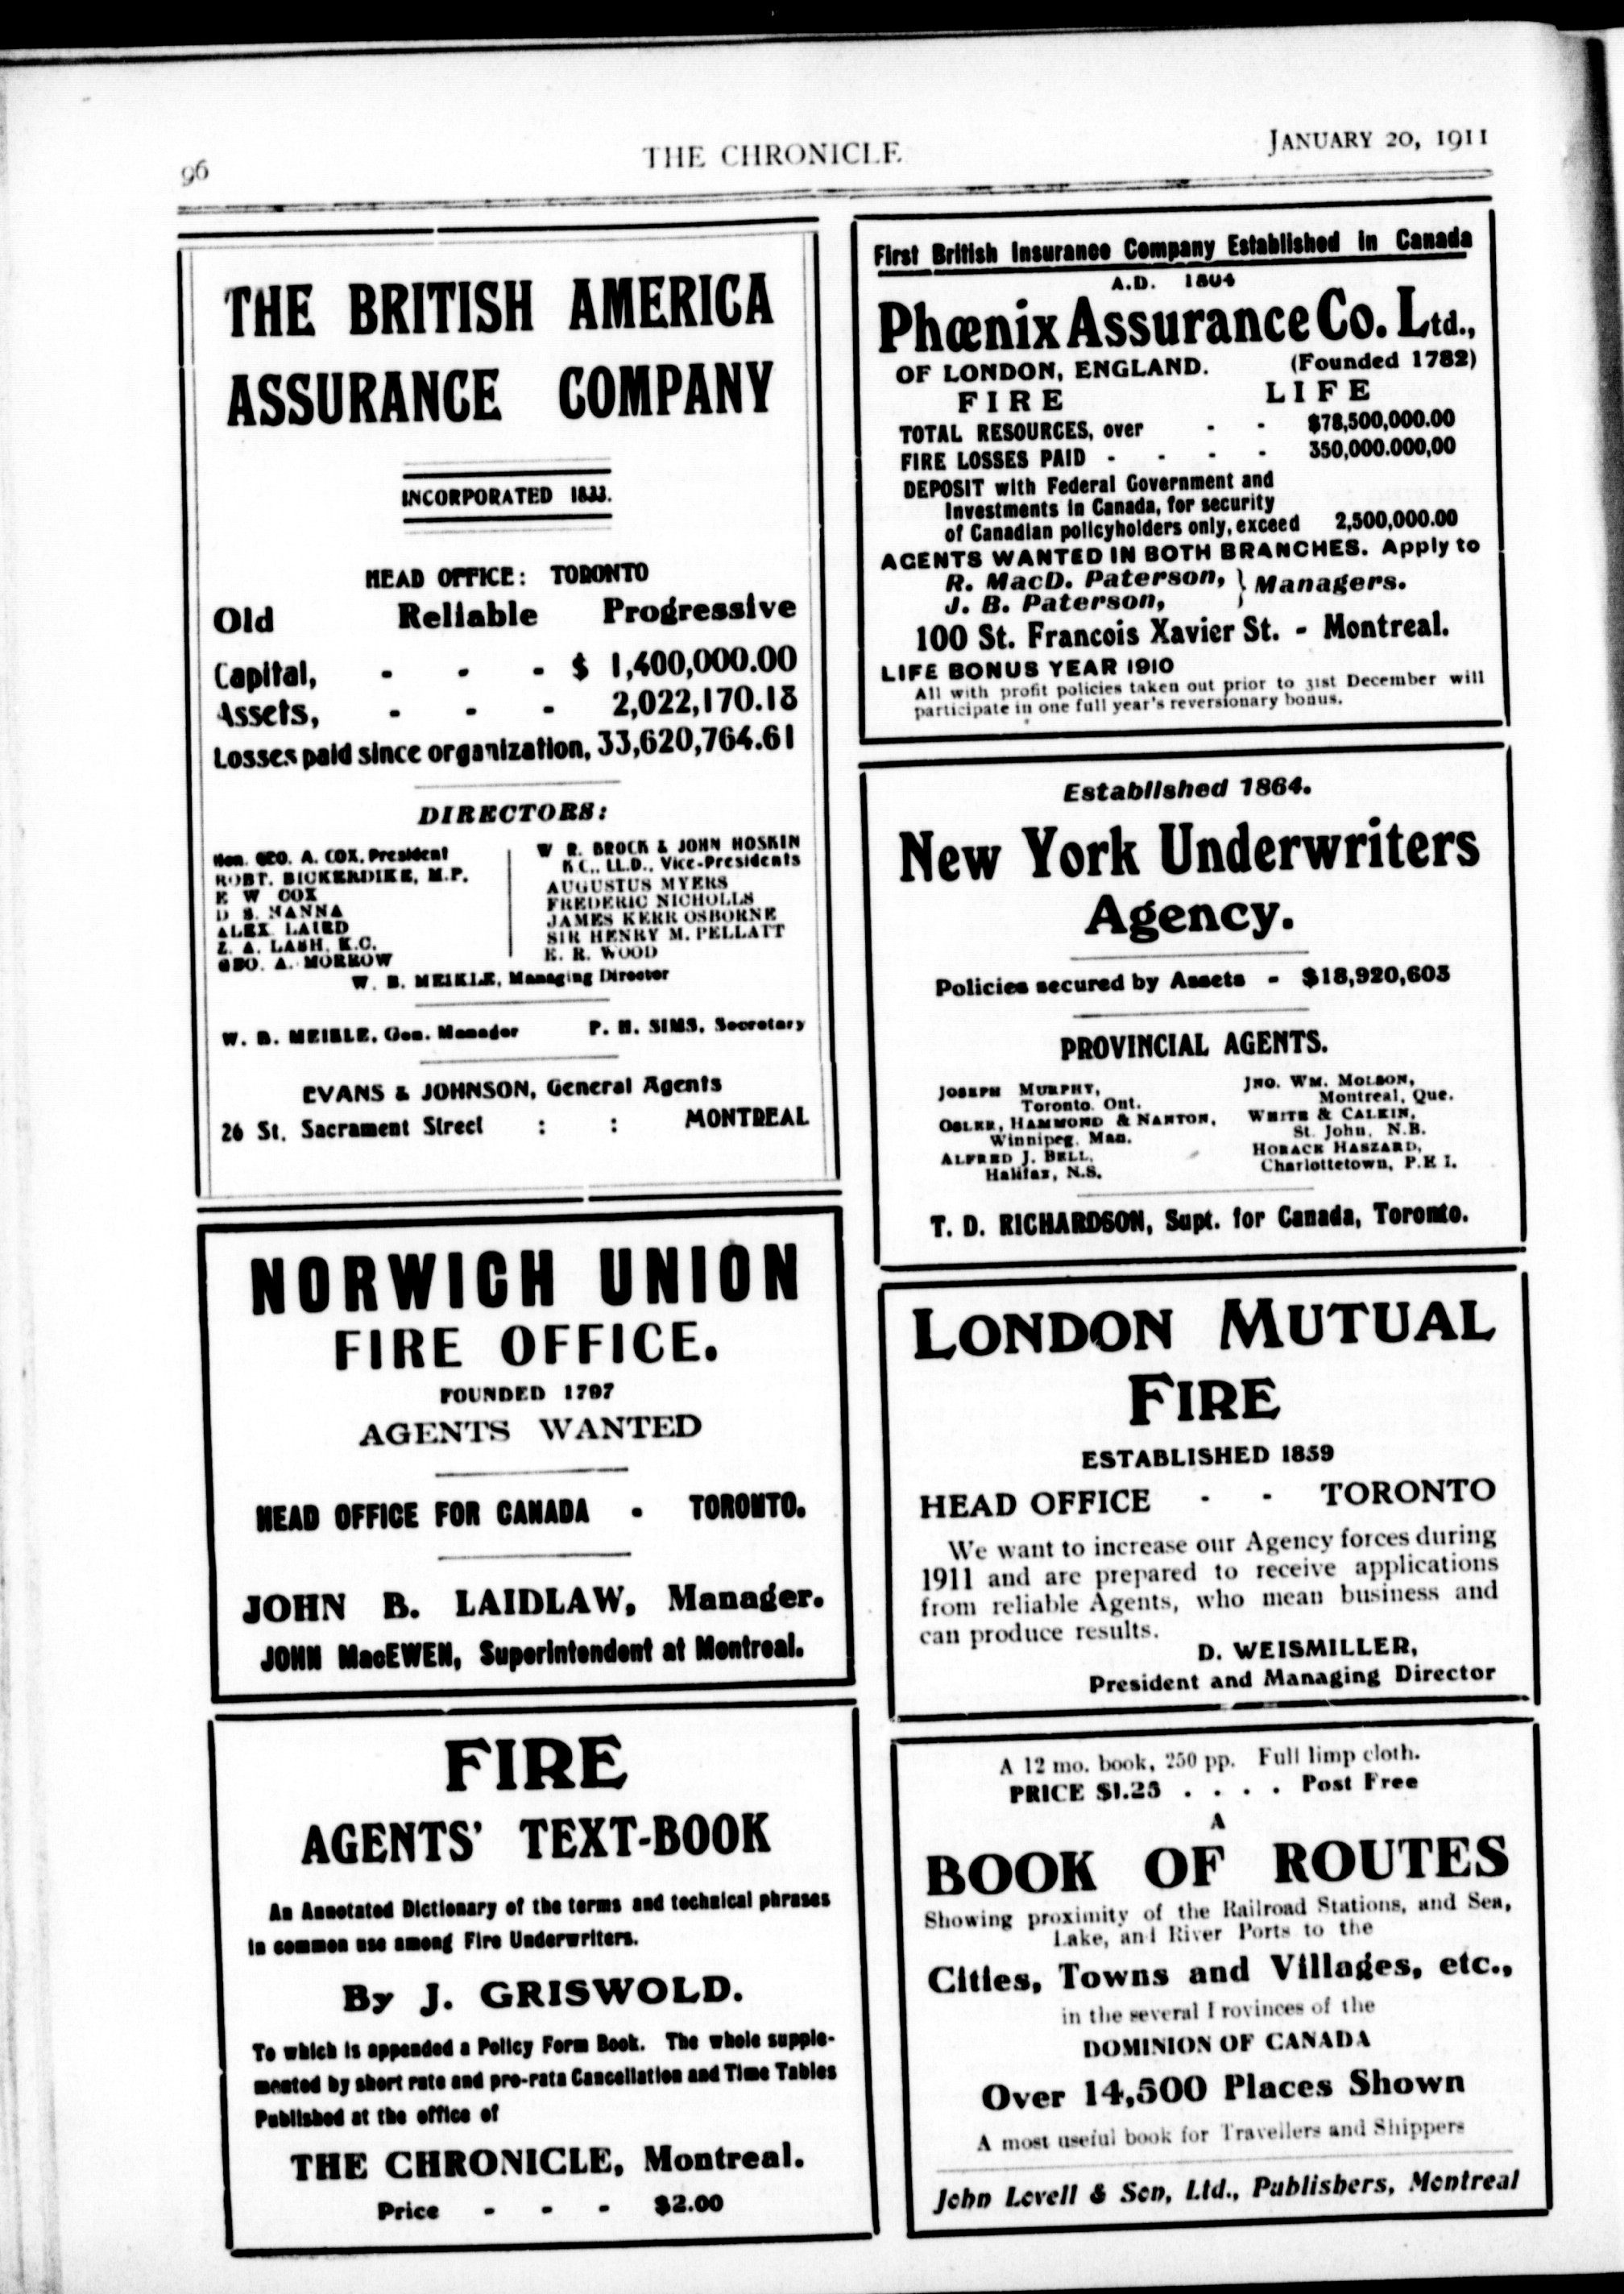 96
THE CHRONICLE
JANUARY 20, 1911
THE BRITISH AMERICA
ASSURANCE COMPANY
INCORPORATED 1833.
HEAD OFFICE: TORONTO
Old Reliable Progressive
Capital, - - - $ 1,400,000.00
Assets, - - - 2,022,170.18
Losses paid since organization, 33,620,764.61
DIRECTORS:
Hon. GEO. A. COX, President
ROBT. BICKERDIKE, M.P.
E W COX
D B. HANNA
ALEX LAIRD
Z. A. LASH, K.C.
GEO. A. MORROW
W R. BROCK & JOHN HOSKIN
K C., LL.D., Vice-Presidents
AUGUSTUS MYERS
FREDERIC NICHOLLS
JAMES KERR OSBORNE
SIR HENRY M. PELLATT
E. R. WOOD
W. B. MEIKLE, Managing Director
W. B. MEIKLE, Gen. Manager P. H. SIMS, Secretary
EVANS & JOHNSON, General Agents
26 St. Sacrament Street : : MONTREAL
NORWICH UNION
FIRE OFFICE.
FOUNDED 1797
AGENTS WANTED
HEAD OFFICE FOR CANADA - TORONTO.
JOHN B. LAIDLAW, Manager.
JOHN MacEWEN, Superintendent at Montreal.
FIRE
AGENTS' TEXT-BOOK
An Annotated Dictionary of the terms and technical phrases
in common use among Fire Underwriters.
By J. GRISWOLD.
To which is appended a Policy Form Book. The whole supple-
mented by short rate and pro-rata Cancellation and Time Tables
Published at the office of
THE CHRONICLE, Montreal.
Price - - - $2.00
First British Insurance Company Established in Canada
A.D. 1804
Phœnix Assurance Co. Ltd.,
OF LONDON, ENGLAND. (Founded 1782)
FIRE LIFE
TOTAL RESOURCES, over - - $78,500,000.00
FIRE LOSSES PAID - - - - 350,000.000,00
DEPOSIT with Federal Government and
Investments in Canada, for security
of Canadian policyholders only, exceed 2,500,000.00
AGENTS WANTED IN BOTH BRANCHES. Apply to
R. MacD. Paterson, } Managers.
J. B. Paterson,
100 St. Francois Xavier St. - Montreal.
LIFE BONUS YEAR 1910
All with profit policies taken out prior to 31st December will
participate in one full year's reversionary bonus.
Established 1864.
New York Underwriters
Agency.
Policies secured by Assets - $18,920,603
PROVINCIAL AGENTS.
JOSEPH MURPHY,
Toronto. Ont.
OSLER, HAMMOND & NANTON,
Winnipeg. Man.
ALFRED J. BELL,
Halifax, N.S.
JNO. WM. MOLSON,
Montreal, Que.
WHITE & CALKIN,
St. John, N.B.
HORACE HASZARD,
Charlottetown, P.E I.
T. D. RICHARDSON, Supt. for Canada, Toronto.
LONDON MUTUAL
FIRE
ESTABLISHED 1859
HEAD OFFICE - - TORONTO
We want to increase our Agency forces during
1911 and are prepared to receive applications
from reliable Agents, who mean business and
can produce results.
D. WEISMILLER,
President and Managing Director
A 12 mo. book, 250 pp. Full limp cloth.
PRICE $1.25 . . . . Post Free
A
BOOK OF ROUTES
Showing proximity of the Railroad Stations, and Sea,
Lake, and River Ports to the
Cities, Towns and Villages, etc.,
in the several Provinces of the
DOMINION OF CANADA
Over 14,500 Places Shown
A most useful book for Travellers and Shippers
John Lovell & Son, Ltd., Publishers, Montreal